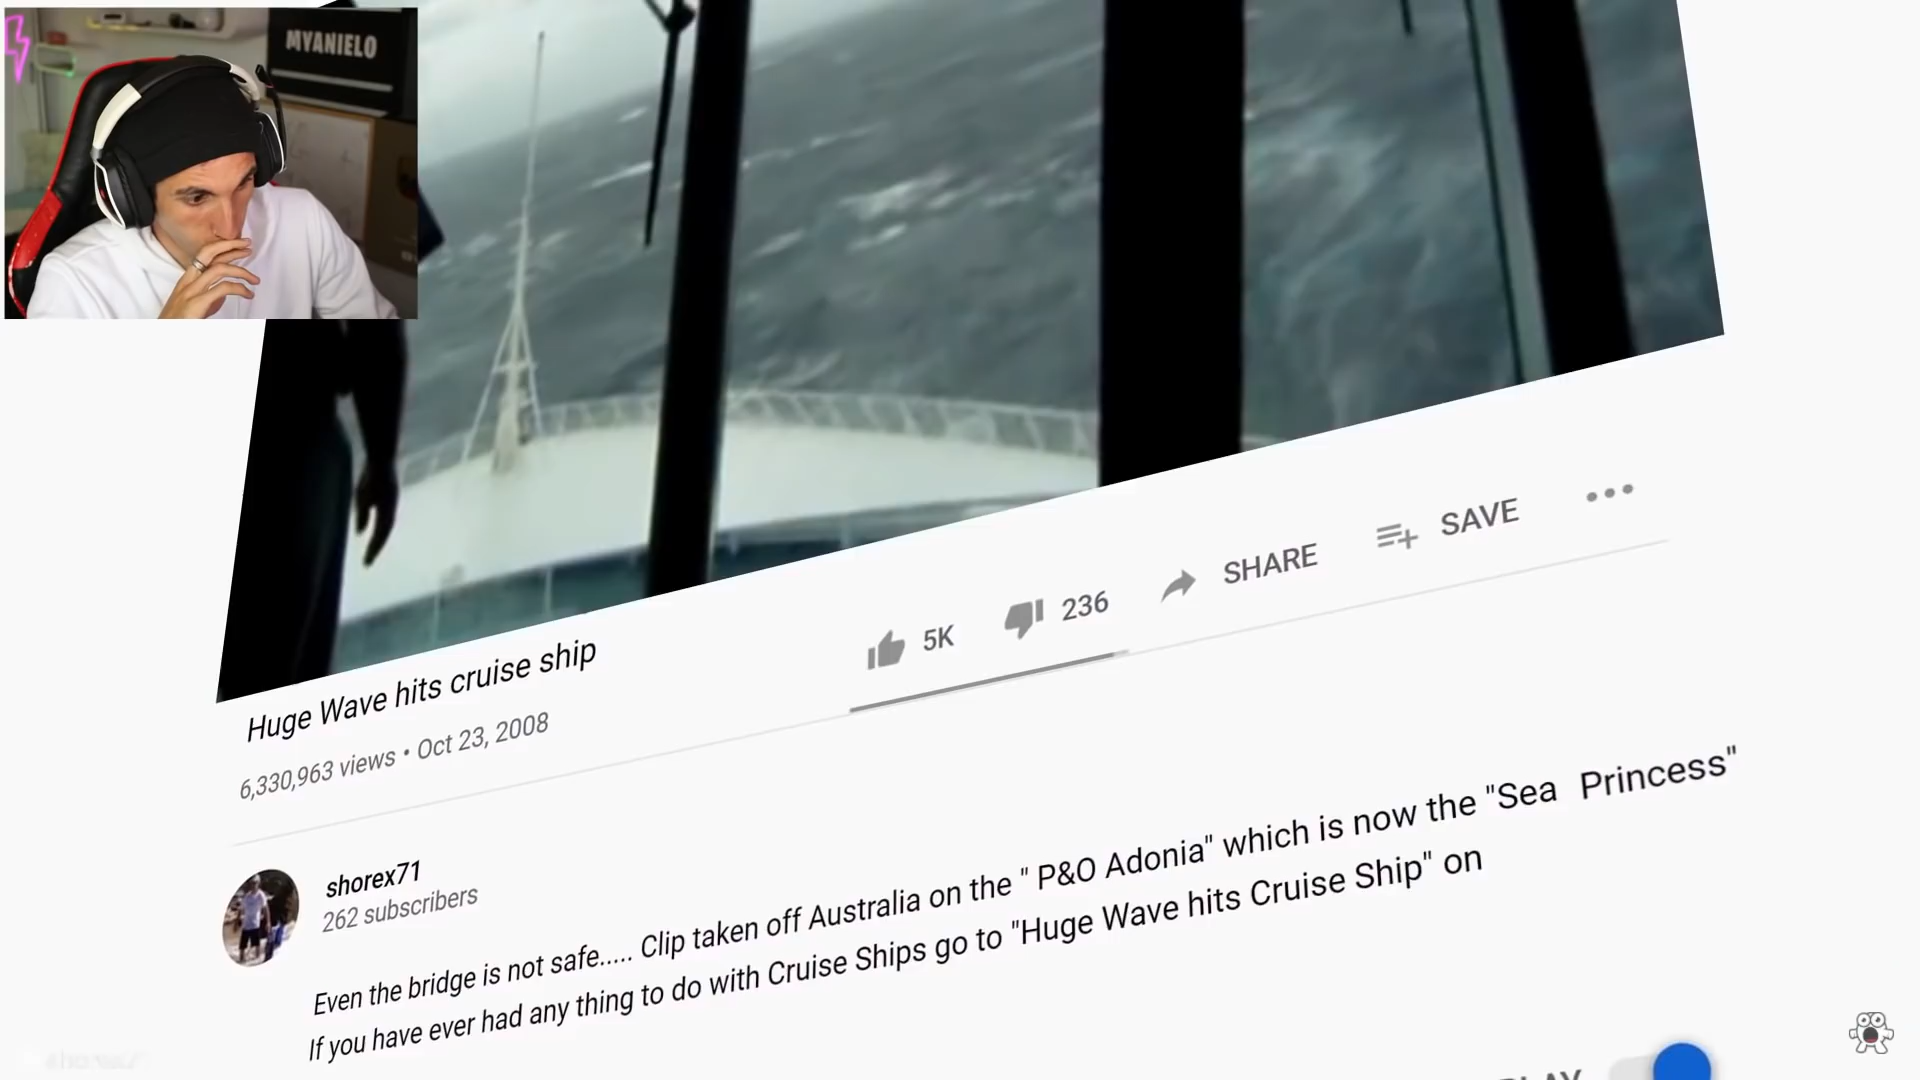 MYANIELO
SHARE
SAVE
5K
236
Huge Wave hits cruise ship
6,330,963 views • Oct 23, 2008
shorex71
262 subscribers
Even the bridge is not safe..... Clip taken off Australia on the " P&O Adonia" which is now the "Sea Princess"
If you have ever had any thing to do with Cruise Ships go to "Huge Wave hits Cruise Ship" on